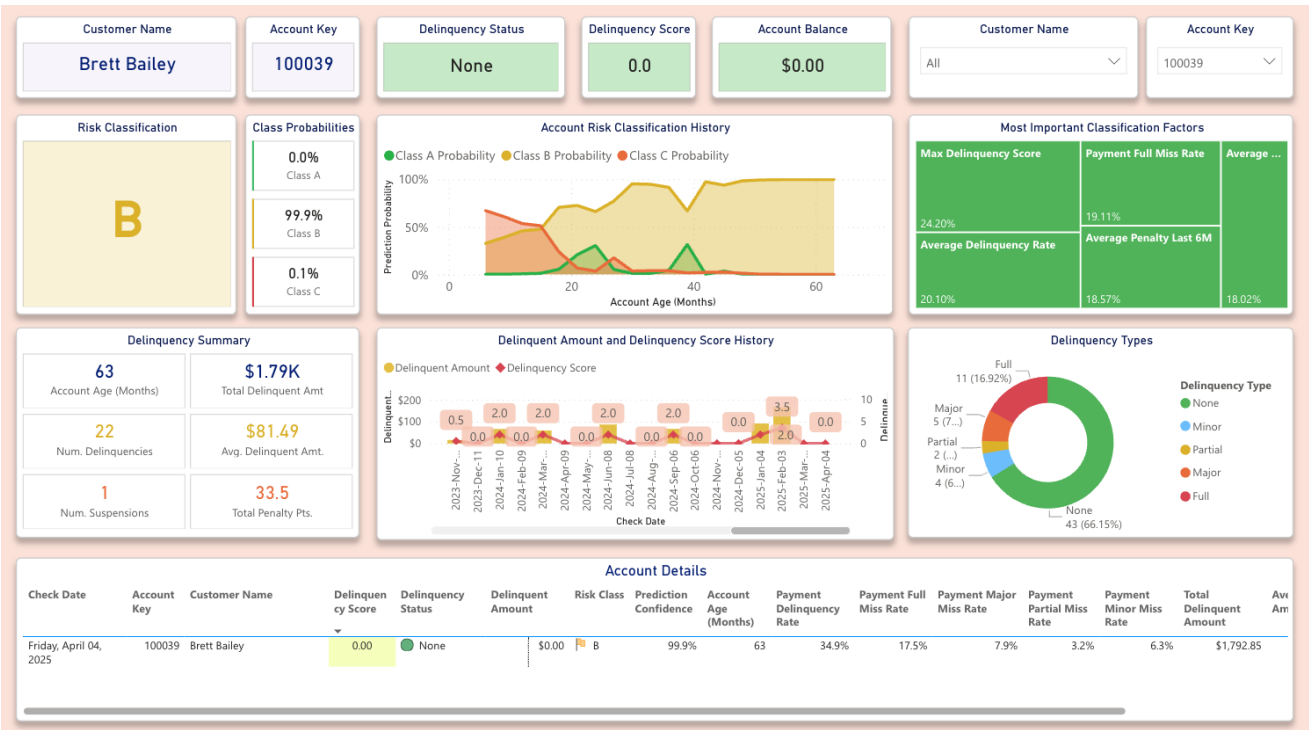 Customer Name
Brett Bailey
Account Key
100039
Delinquency Status
None
Delinquency Score
0.0
Account Balance
$0.00
Customer Name
All
Account Key
100039
Risk Classification
B
Class Probabilities
0.0%
Class A
99.9%
Class B
0.1%
Class C
Account Risk Classification History
Class A Probability Class B Probability Class C Probability
Prediction Probability
100%
50%
0%
0 20 40 60
Account Age (Months)
Most Important Classification Factors
Max Delinquency Score
24.20%
Average Delinquency Rate
20.10%
Payment Full Miss Rate
19.11%
Average Penalty Last 6M
18.57%
Average ...
18.02%
Delinquency Summary
63
Account Age (Months)
$1.79K
Total Delinquent Amt
22
Num. Delinquencies
$81.49
Avg. Delinquent Amt.
1
Num. Suspensions
33.5
Total Penalty Pts.
Delinquent Amount and Delinquency Score History
Delinquent Amount Delinquency Score
Delinquent...
$200
$100
$0
0.5 0.0 2.0 0.0 2.0 0.0 2.0 0.0 2.0 0.0 0.0 2.0 3.5 0.0
10
5
0
Delinque
2023-Nov-...
2023-Dec-11
2024-Jan-10
2024-Feb-09
2024-Mar-...
2024-Apr-09
2024-May-...
2024-Jun-08
2024-Jul-08
2024-Aug-...
2024-Sep-06
2024-Oct-06
2024-Nov-...
2024-Dec-05
2025-Jan-04
2025-Feb-03
2025-Mar-...
2025-Apr-04
Check Date
Delinquency Types
Full
11 (16.92%)
Major
5 (7...)
Partial
2 (...)
Minor
4 (6...)
None
43 (66.15%)
Delinquency Type
None
Minor
Partial
Major
Full
Account Details
Check Date
Account Key
Customer Name
Delinquen
cy Score
Delinquency
Status
Delinquent
Amount
Risk Class
Prediction
Confidence
Account
Age
(Months)
Payment
Delinquency
Rate
Payment Full
Miss Rate
Payment Major
Miss Rate
Payment
Partial Miss
Rate
Payment
Minor Miss
Rate
Total
Delinquent
Amount
Ave
Am
Friday, April 04,
2025
100039 Brett Bailey 0.00 None $0.00 B 99.9% 63 34.9% 17.5% 7.9% 3.2% 6.3% $1,792.85